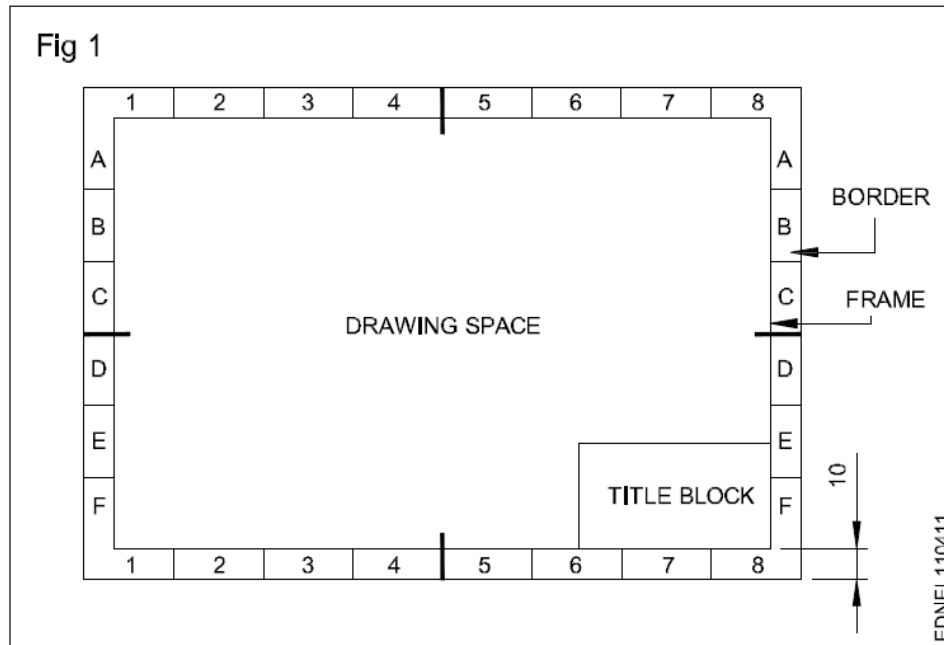 Fig 1
1 2 3 4 5 6 7 8
A A
B B
BORDER
C C
FRAME
DRAWING SPACE
D D
E E
10
TITLE BLOCK
F F
1 2 3 4 5 6 7 8